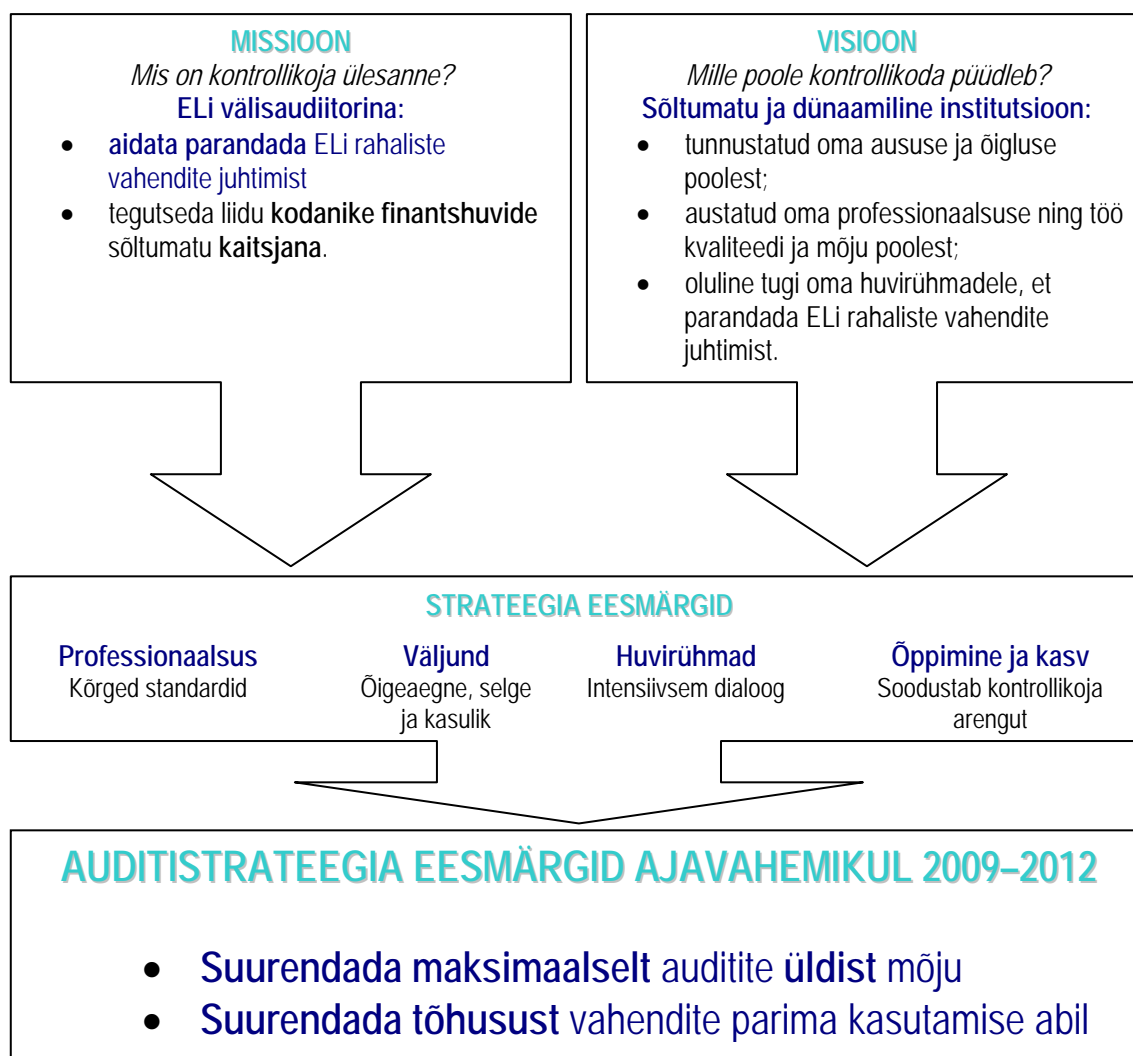 MISSIOON
Mis on kontrollikoja ülesanne?
ELi välisaudiitorina:
• aidata parandada ELi rahaliste
vahendite juhtimist
• tegutseda liidu kodanike finantshuvide
sõltumatu kaitsjana.
VISIOON
Mille poole kontrollikoda püüdleb?
Sõltumatu ja dünaamiline institutsioon:
• tunnustatud oma aususe ja õigluse
poolest;
• austatud oma professionaalsuse ning töö
kvaliteedi ja mõju poolest;
• oluline tugi oma huvirühmadele, et
parandada ELi rahaliste vahendite
juhtimist.
STRATEEGIA EESMÄRGID
Professionaalsus
Kõrged standardid
Väljund
Õigeaegne, selge
ja kasulik
Huvirühmad
Intensiivsem dialoog
Õppimine ja kasv
Soodustab kontrollikoja
arengut
AUDITISTRATEEGIA EESMÄRGID AJAVAHEMIKUL 2009–2012
• Suurendada maksimaalselt auditite üldist mõju
• Suurendada tõhusust vahendite parima kasutamise abil